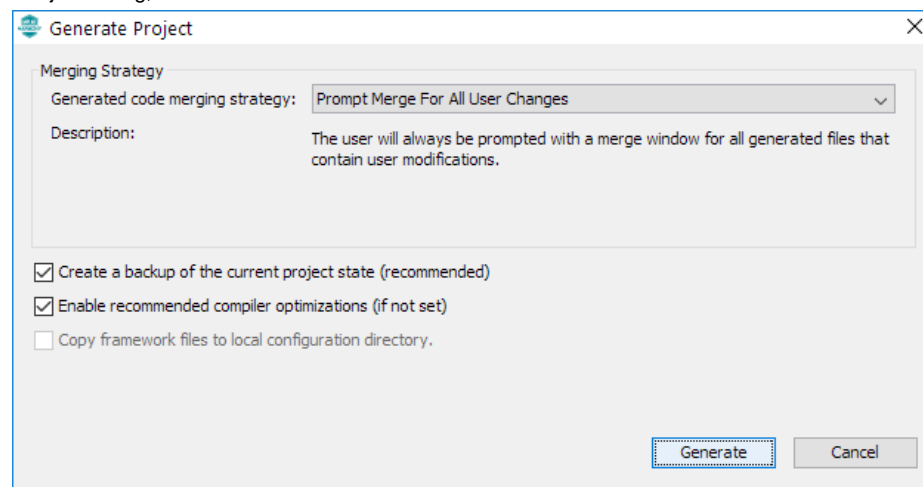 Generate Project
Merging Strategy
Generated code merging strategy: Prompt Merge For All User Changes
Description: The user will always be prompted with a merge window for all generated files that
contain user modifications.
Create a backup of the current project state (recommended)
Enable recommended compiler optimizations (if not set)
Copy framework files to local configuration directory.
Generate Cancel